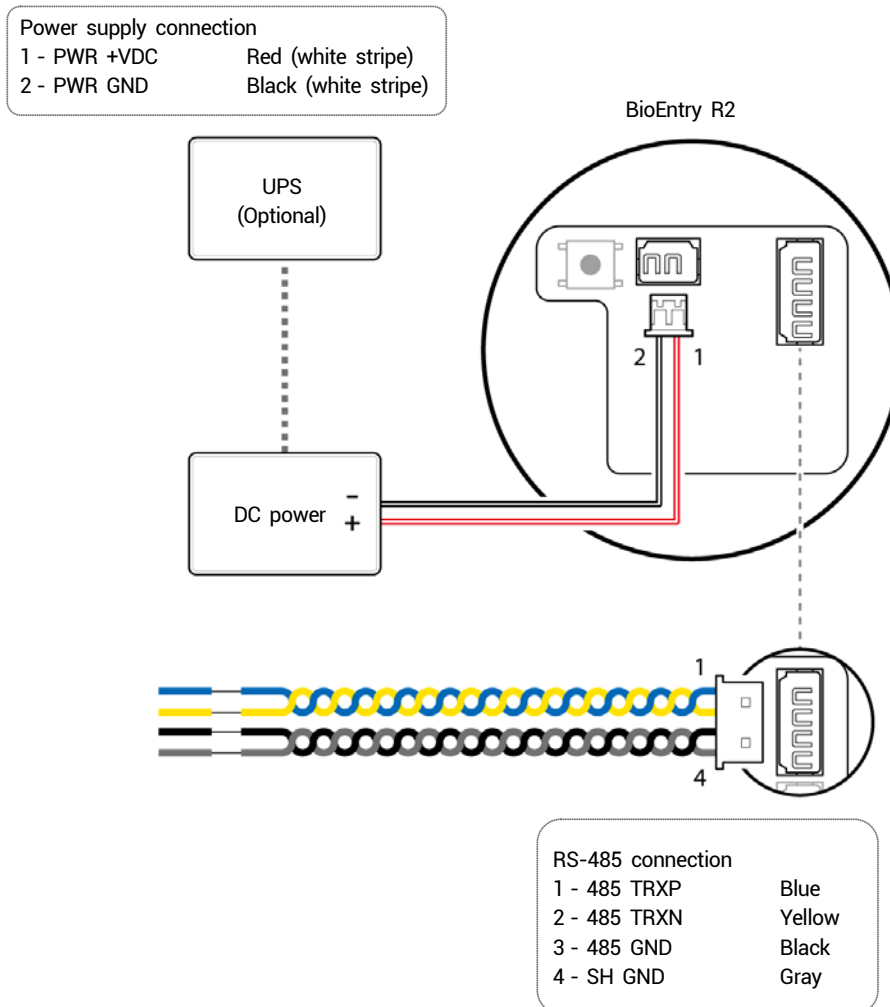 Power supply connection
1 - PWR +VDC Red (white stripe)
2 - PWR GND Black (white stripe)
BioEntry R2
UPS
(Optional)
2 1
DC power - +
1
4
RS-485 connection
1 - 485 TRXP Blue
2 - 485 TRXN Yellow
3 - 485 GND Black
4 - SH GND Gray